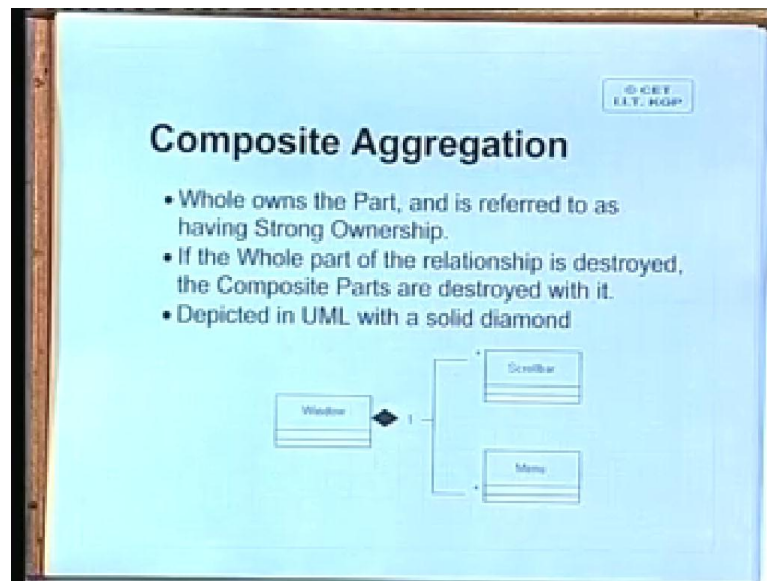 © CET
I.I.T. KGP
Composite Aggregation
• Whole owns the Part, and is referred to as
having Strong Ownership.
• If the Whole part of the relationship is destroyed,
the Composite Parts are destroyed with it.
• Depicted in UML with a solid diamond
* Scrollbar
Window 1
Menu
*